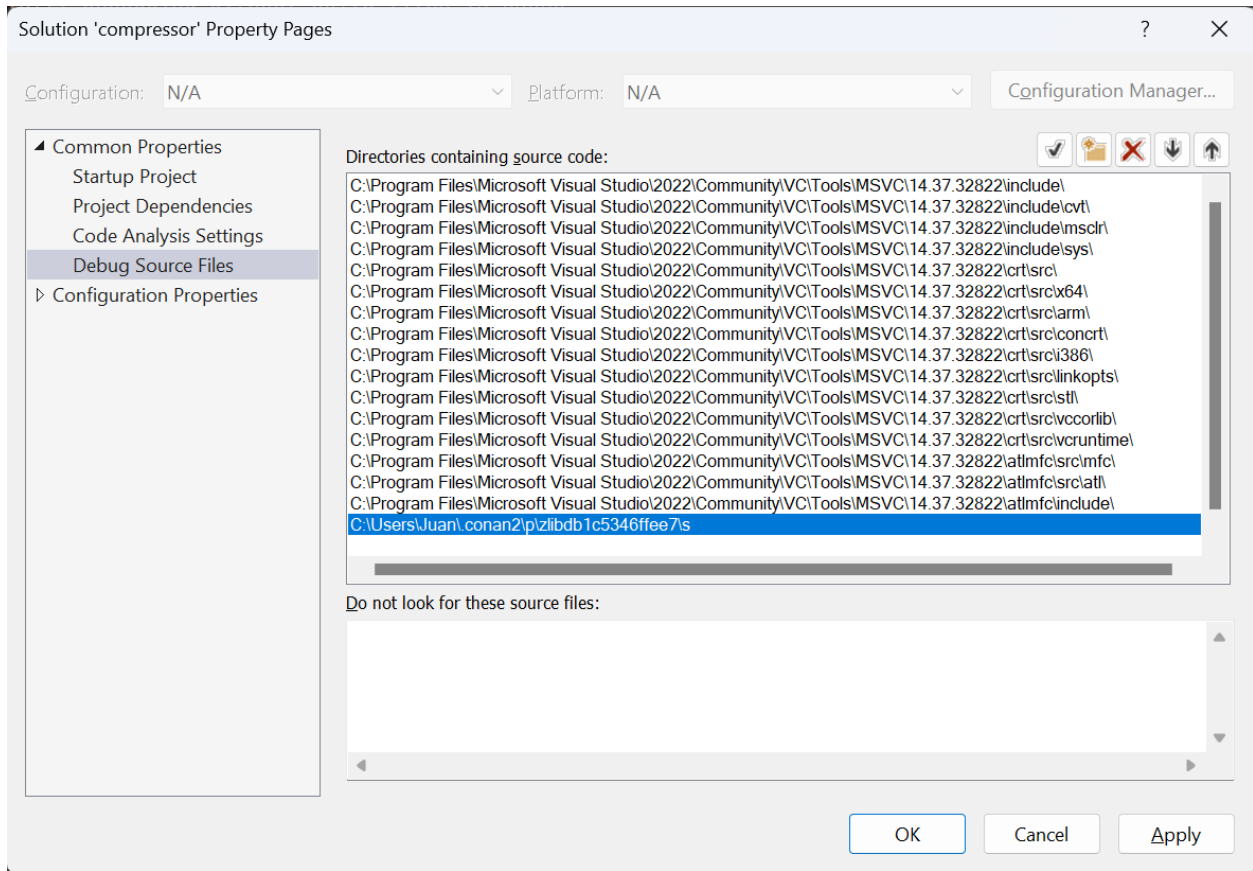 Solution 'compressor' Property Pages
?
Configuration: N/A Platform: N/A Configuration Manager...
Common Properties
Startup Project
Project Dependencies
Code Analysis Settings
Debug Source Files
Configuration Properties
Directories containing source code:
C:\Program Files\Microsoft Visual Studio\2022\Community\VC\Tools\MSVC\14.37.32822\include\
C:\Program Files\Microsoft Visual Studio\2022\Community\VC\Tools\MSVC\14.37.32822\include\cvt\
C:\Program Files\Microsoft Visual Studio\2022\Community\VC\Tools\MSVC\14.37.32822\include\msclr\
C:\Program Files\Microsoft Visual Studio\2022\Community\VC\Tools\MSVC\14.37.32822\include\sys\
C:\Program Files\Microsoft Visual Studio\2022\Community\VC\Tools\MSVC\14.37.32822\crt\src\
C:\Program Files\Microsoft Visual Studio\2022\Community\VC\Tools\MSVC\14.37.32822\crt\src\x64\
C:\Program Files\Microsoft Visual Studio\2022\Community\VC\Tools\MSVC\14.37.32822\crt\src\arm\
C:\Program Files\Microsoft Visual Studio\2022\Community\VC\Tools\MSVC\14.37.32822\crt\src\concrt\
C:\Program Files\Microsoft Visual Studio\2022\Community\VC\Tools\MSVC\14.37.32822\crt\src\i386\
C:\Program Files\Microsoft Visual Studio\2022\Community\VC\Tools\MSVC\14.37.32822\crt\src\linkopts\
C:\Program Files\Microsoft Visual Studio\2022\Community\VC\Tools\MSVC\14.37.32822\crt\src\stl\
C:\Program Files\Microsoft Visual Studio\2022\Community\VC\Tools\MSVC\14.37.32822\crt\src\vccorlib\
C:\Program Files\Microsoft Visual Studio\2022\Community\VC\Tools\MSVC\14.37.32822\crt\src\vcruntime\
C:\Program Files\Microsoft Visual Studio\2022\Community\VC\Tools\MSVC\14.37.32822\atlmfc\src\mfc\
C:\Program Files\Microsoft Visual Studio\2022\Community\VC\Tools\MSVC\14.37.32822\atlmfc\src\atl\
C:\Program Files\Microsoft Visual Studio\2022\Community\VC\Tools\MSVC\14.37.32822\atlmfc\include\
C:\Users\Juan\.conan2\p\zlibdb1c5346ffee7\s
Do not look for these source files:
OK Cancel Apply